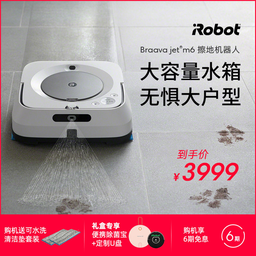 iRobot
Braava jet® m6 擦地机器人
大容量水箱
无惧大户型
到手价
¥3999
购机送可水洗
清洁垫套装
礼盒专享
便携除菌宝
+定制U盘
购机享
6期免息
6期